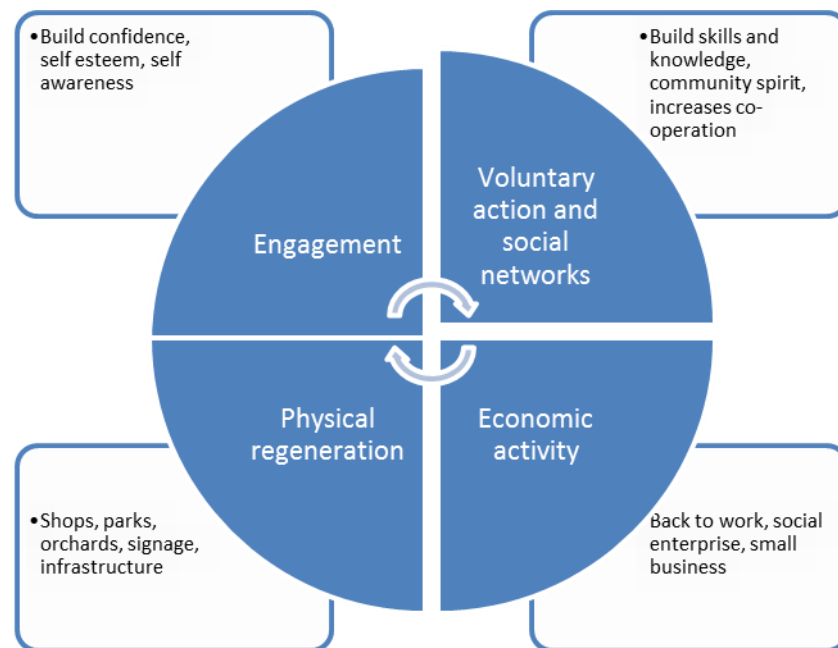 •Build confidence,
self esteem, self
awareness
•Build skills and
knowledge,
community spirit,
increases co-
operation
Engagement
Voluntary
action and
social
networks
Physical
regeneration
Economic
activity
•Shops, parks,
orchards, signage,
infrastructure
Back to work, social
enterprise, small
business